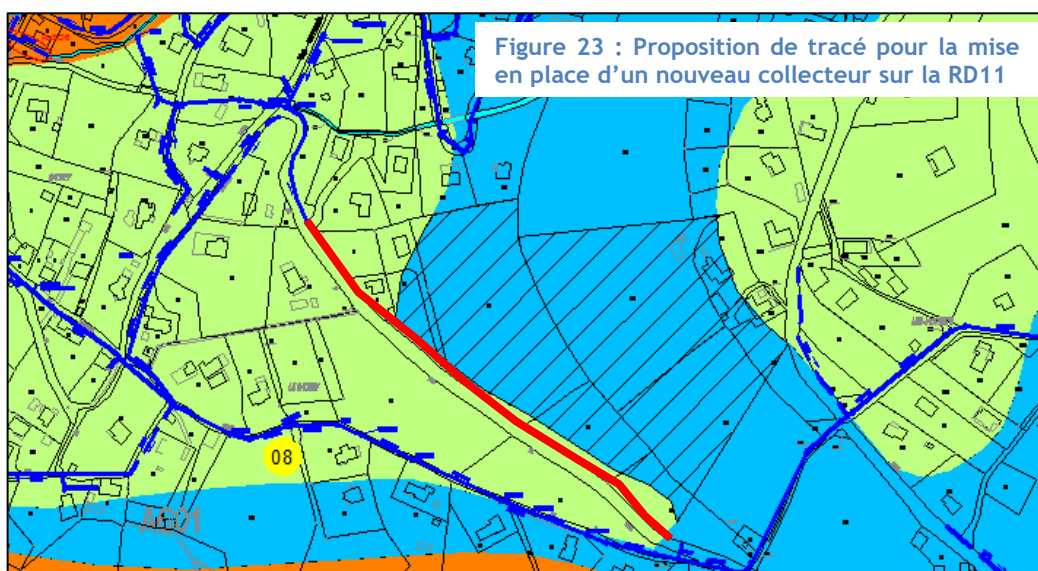 Figure 23 : Proposition de tracé pour la mise
en place d’un nouveau collecteur sur la RD11
08